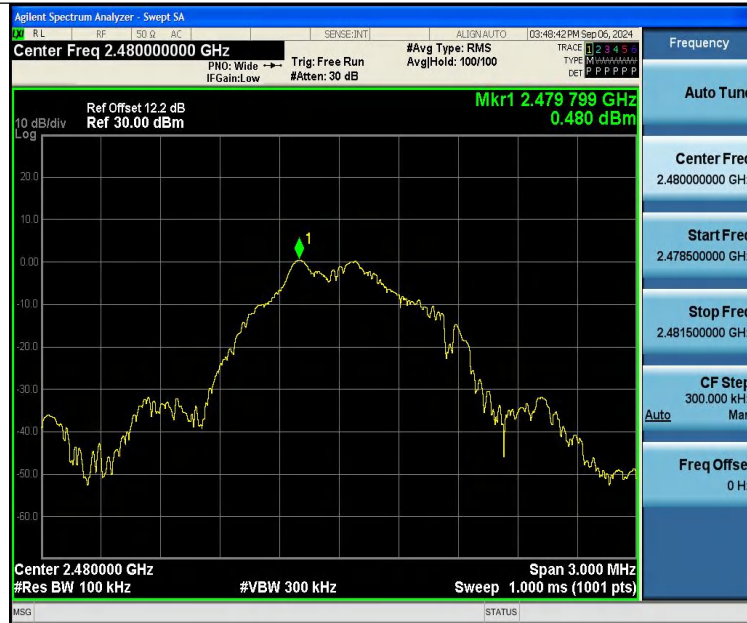 Agilent Spectrum Analyzer - Swept SA
LXI RL RF 50 Ω AC SENSE:INT ALIGN AUTO 03:48:42 PM Sep 06, 2024
Center Freq 2.480000000 GHz
#Avg Type: RMS
TRACE 1 2 3 4 5 6
PNO: Wide
Trig: Free Run
Avg|Hold: 100/100
TYPE M
IFGain:Low
#Atten: 30 dB
DET P P P P P P
Ref Offset 12.2 dB
Mkr1 2.479 799 GHz
10 dB/div
Ref 30.00 dBm
0.480 dBm
Log
20.0
10.0
1
0.00
-10.0
-20.0
-30.0
-40.0
-50.0
-60.0
Center 2.480000 GHz
Span 3.000 MHz
#Res BW 100 kHz
#VBW 300 kHz
Sweep 1.000 ms (1001 pts)
MSG
STATUS
Frequency
Auto Tune
Center Freq
2.480000000 GH
Start Freq
2.478500000 GH
Stop Freq
2.481500000 GH
CF Step
300.000 kH
Auto Man
Freq Offse
0 H